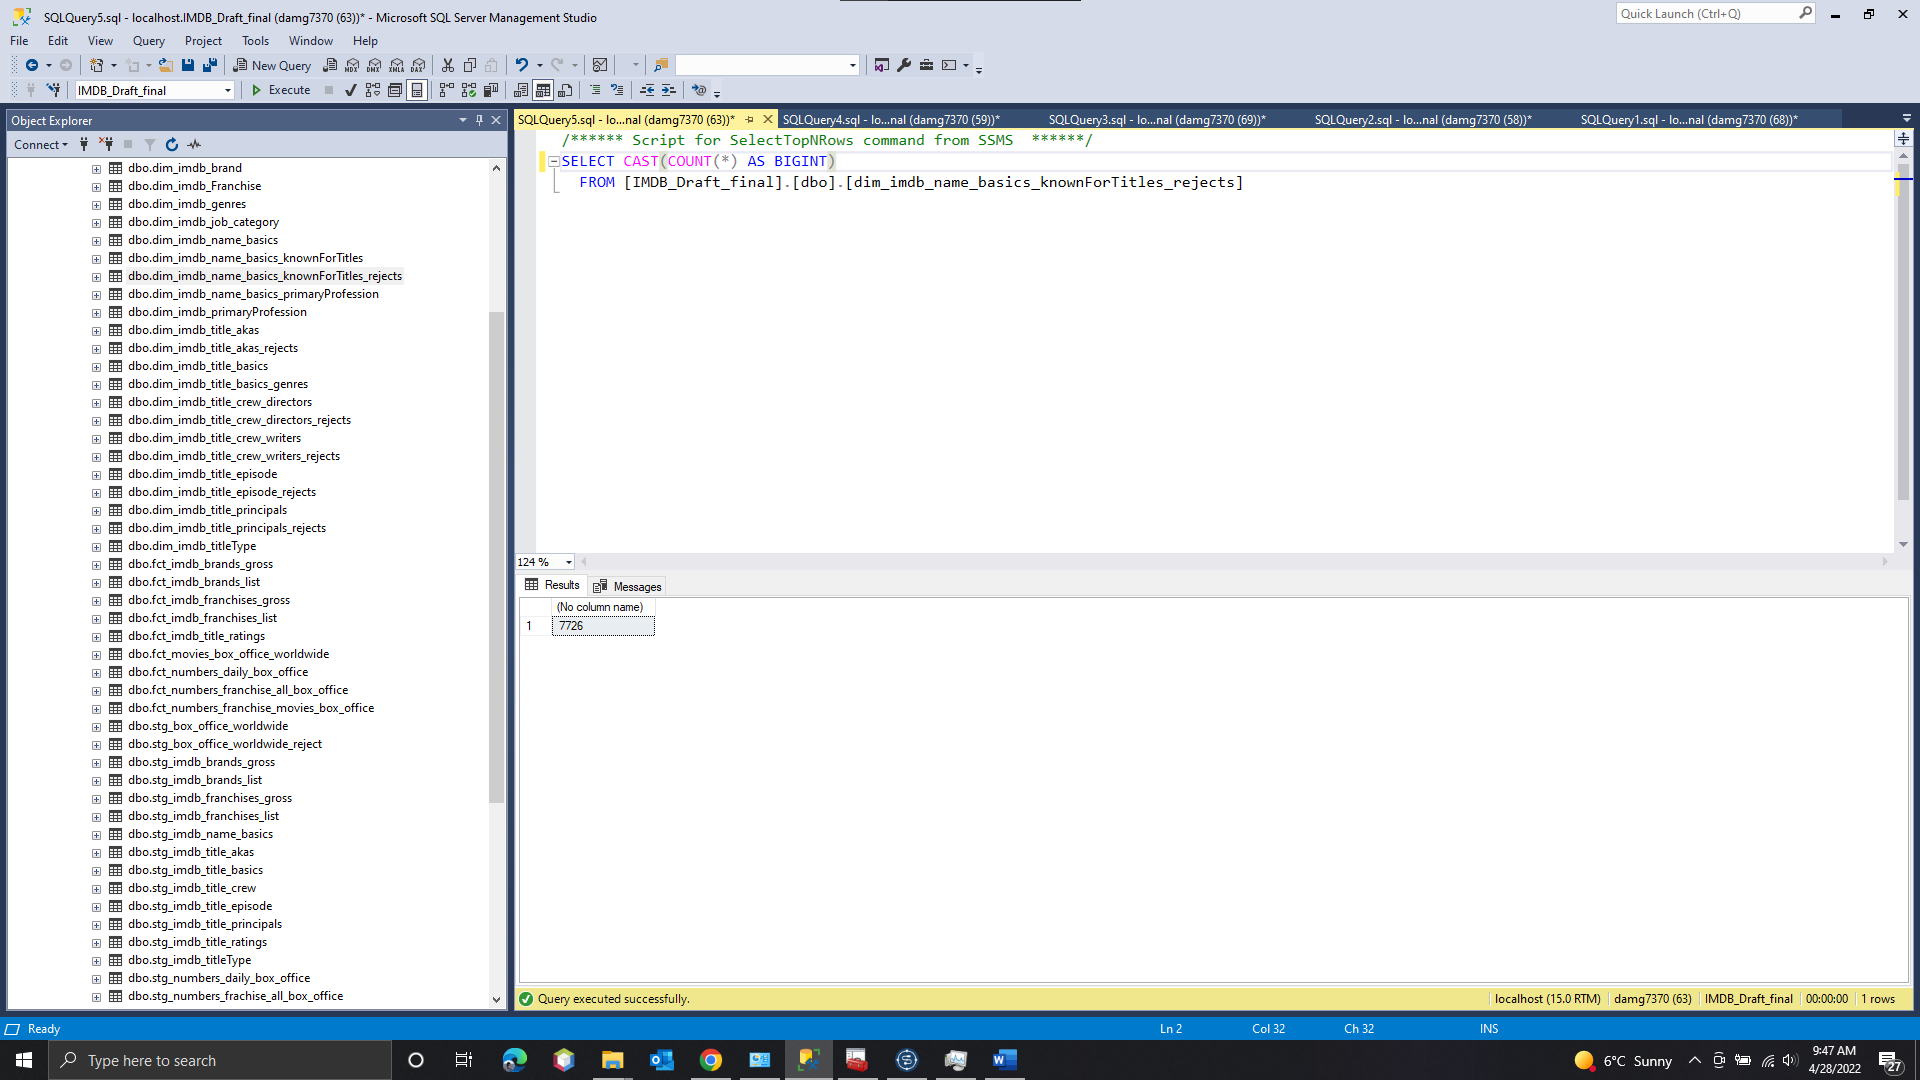 SQLQuery5.sql - localhost.IMDB_Draft_final (damg7370 (63))* - Microsoft SQL Server Management Studio
Quick Launch (Ctrl+Q)
File Edit View Query Project Tools Window Help
New Query
IMDB_Draft_final Execute
Object Explorer
Connect
dbo.dim_imdb_brand
dbo.dim_imdb_Franchise
dbo.dim_imdb_genres
dbo.dim_imdb_job_category
dbo.dim_imdb_name_basics
dbo.dim_imdb_name_basics_knownForTitles
dbo.dim_imdb_name_basics_knownForTitles_rejects
dbo.dim_imdb_name_basics_primaryProfession
dbo.dim_imdb_primaryProfession
dbo.dim_imdb_title_akas
dbo.dim_imdb_title_akas_rejects
dbo.dim_imdb_title_basics
dbo.dim_imdb_title_basics_genres
dbo.dim_imdb_title_crew_directors
dbo.dim_imdb_title_crew_directors_rejects
dbo.dim_imdb_title_crew_writers
dbo.dim_imdb_title_crew_writers_rejects
dbo.dim_imdb_title_episode
dbo.dim_imdb_title_episode_rejects
dbo.dim_imdb_title_principals
dbo.dim_imdb_title_principals_rejects
dbo.dim_imdb_titleType
dbo.fct_imdb_brands_gross
dbo.fct_imdb_brands_list
dbo.fct_imdb_franchises_gross
dbo.fct_imdb_franchises_list
dbo.fct_imdb_title_ratings
dbo.fct_movies_box_office_worldwide
dbo.fct_numbers_daily_box_office
dbo.fct_numbers_franchise_all_box_office
dbo.fct_numbers_franchise_movies_box_office
dbo.stg_box_office_worldwide
dbo.stg_box_office_worldwide_reject
dbo.stg_imdb_brands_gross
dbo.stg_imdb_brands_list
dbo.stg_imdb_franchises_gross
dbo.stg_imdb_franchises_list
dbo.stg_imdb_name_basics
dbo.stg_imdb_title_akas
dbo.stg_imdb_title_basics
dbo.stg_imdb_title_crew
dbo.stg_imdb_title_episode
dbo.stg_imdb_title_principals
dbo.stg_imdb_title_ratings
dbo.stg_imdb_titleType
dbo.stg_numbers_daily_box_office
dbo.stg_numbers_frachise_all_box_office
SQLQuery5.sql - lo...nal (damg7370 (63))* SQLQuery4.sql - lo...nal (damg7370 (59))* SQLQuery3.sql - lo...nal (damg7370 (69))* SQLQuery2.sql - lo...nal (damg7370 (58))* SQLQuery1.sql - lo...nal (damg7370 (68))*
/****** Script for SelectTopNRows command from SSMS ******/
SELECT CAST(COUNT(*) AS BIGINT)
FROM [IMDB_Draft_final].[dbo].[dim_imdb_name_basics_knownForTitles_rejects]
124 %
Results Messages
(No column name)
1 7726
Query executed successfully. localhost (15.0 RTM) damg7370 (63) IMDB_Draft_final 00:00:00 1 rows
Ready Ln 2 Col 32 Ch 32 INS
Type here to search
6°C Sunny
9:47 AM
4/28/2022
27